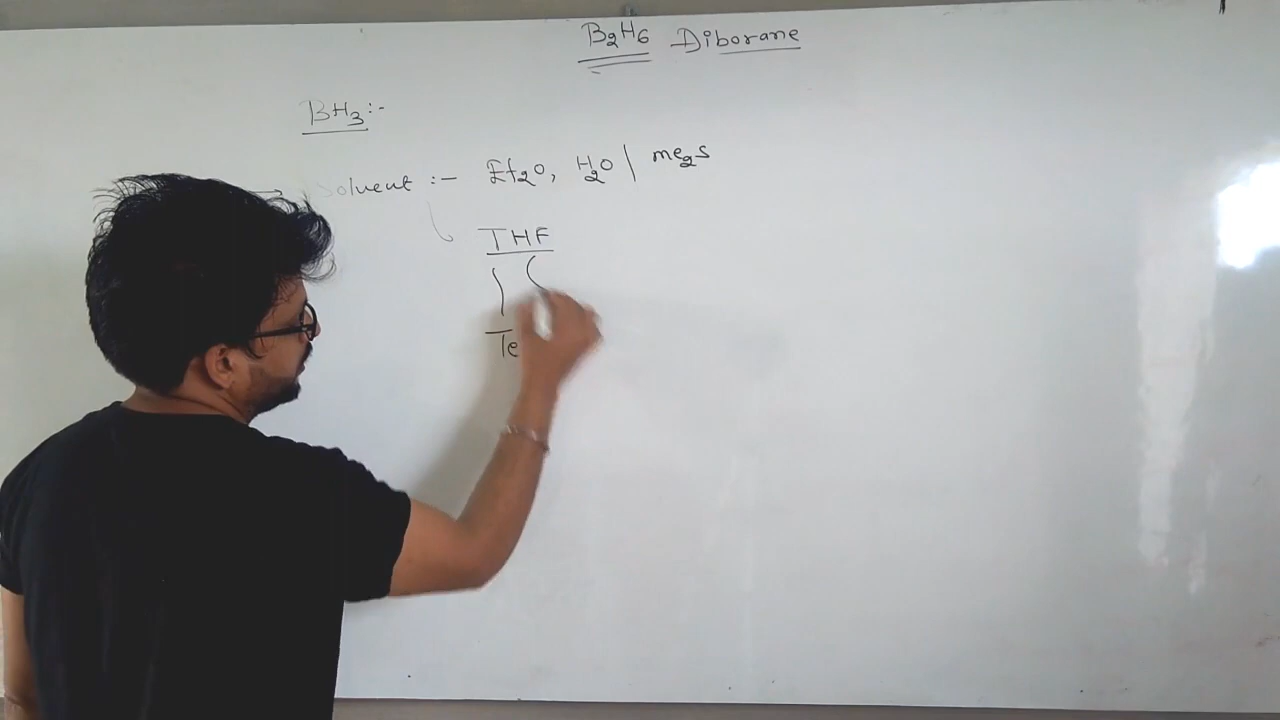 B2H6 Diborane
BH3:-
→ Solvent :- Et2O, H2O | me2s
THF
Te